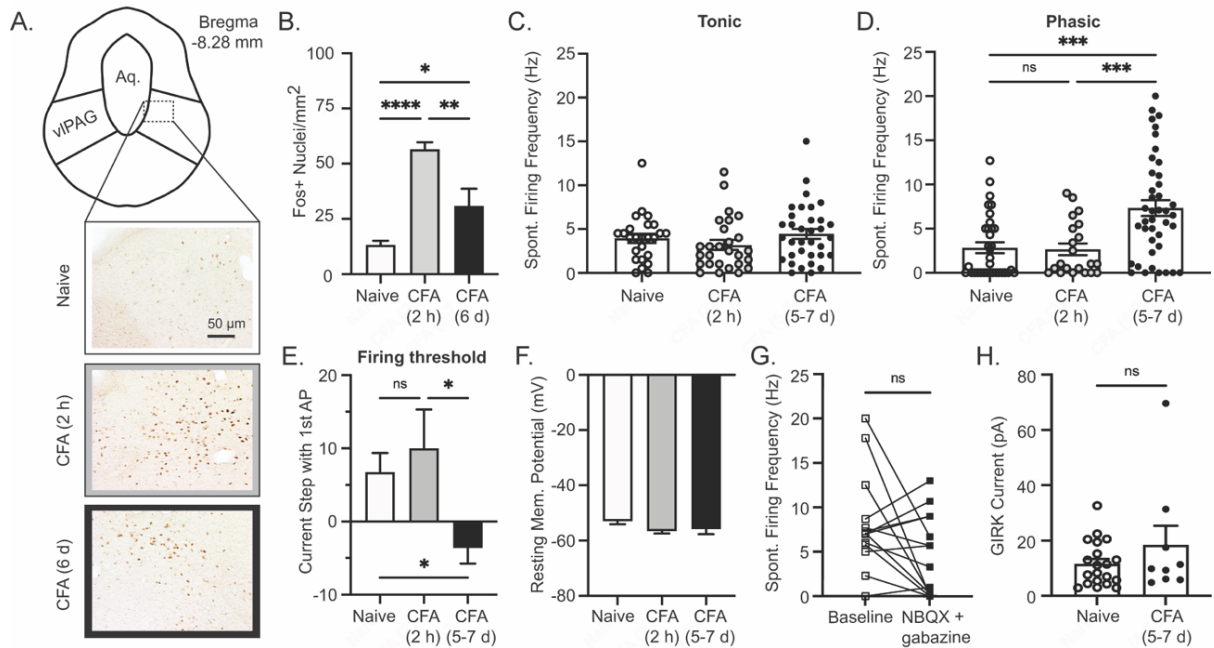 A.
Bregma
-8.28 mm
Aq.
vlPAG
Naive
50 µm
CFA (2 h)
CFA (6 d)
B.
Fos+ Nuclei/mm²
100
75
50
25
0
*
**** **
Naive CFA CFA
(2 h) (6 d)
C.
Tonic
Spont. Firing Frequency (Hz)
25
20
15
10
5
0
Naive CFA CFA
(2 h) (5-7 d)
D.
Phasic
Spont. Firing Frequency (Hz)
25
20
15
10
5
0
***
ns ***
Naive CFA CFA
(2 h) (5-7 d)
E.
Firing threshold
Current Step with 1st AP
20
15
10
5
0
-5
-10
ns *
*
Naive CFA CFA
(2 h) (5-7 d)
F.
Resting Mem. Potential (mV)
0
-20
-40
-60
-80
Naive CFA CFA
(2 h) (5-7 d)
G.
Spont. Firing Frequency (Hz)
25
20
15
10
5
0
ns
Baseline NBQX +
gabazine
H.
GIRK Current (pA)
80
60
40
20
0
ns
Naive CFA
(5-7 d)